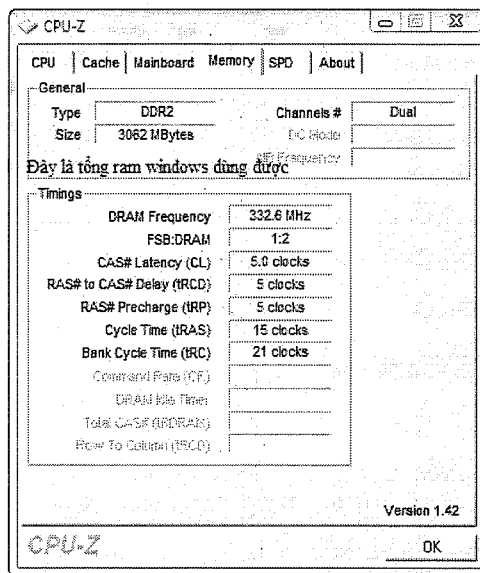 CPU-Z
CPU Cache Mainboard Memory SPD About
General
Type DDR2 Channels # Dual
Size 3062 MBytes DC Mode
NB Frequency
Đây là tổng ram windows dùng được
Timings
DRAM Frequency 332.6 MHz
FSB:DRAM 1:2
CAS# Latency (CL) 5.0 clocks
RAS# to CAS# Delay (tRCD) 5 clocks
RAS# Precharge (tRP) 5 clocks
Cycle Time (tRAS) 15 clocks
Bank Cycle Time (tRC) 21 clocks
Command Rate (CR)
DRAM Idle Timer
Total CAS# (tRDRAM)
Row To Column (tRCD)
Version 1.42
CPU-Z OK